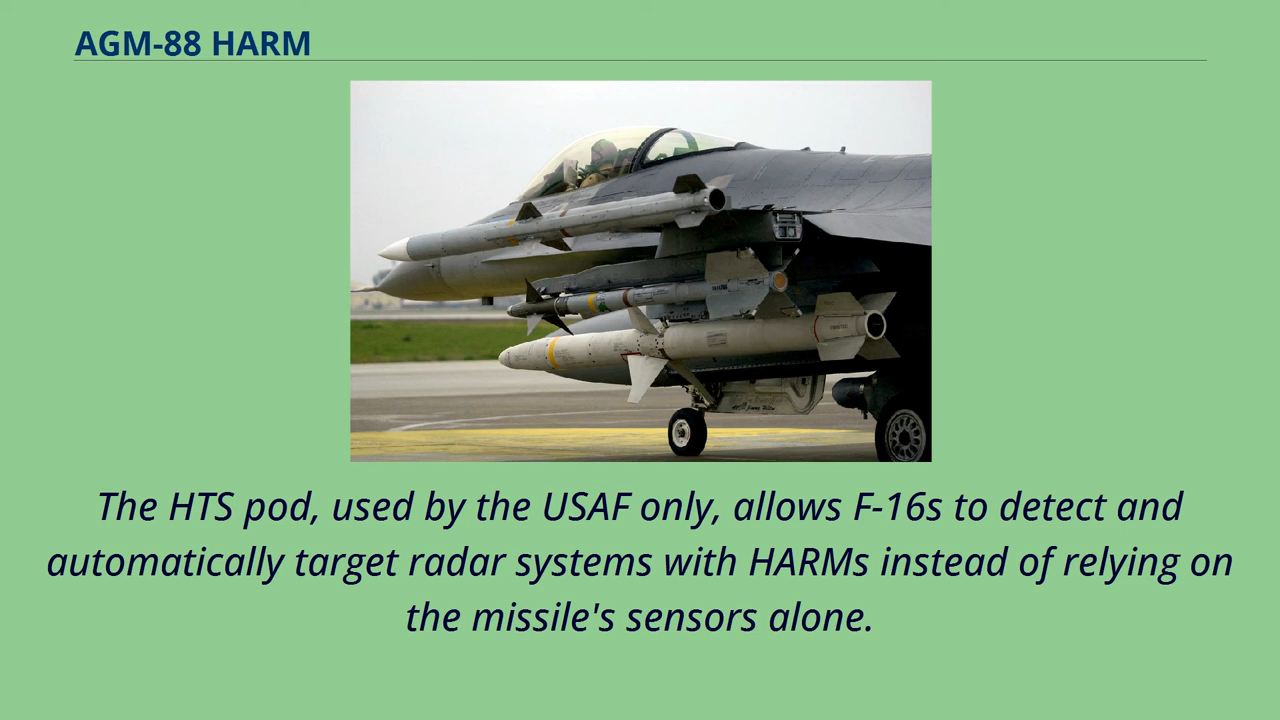 AGM-88 HARM
The HTS pod, used by the USAF only, allows F-16s to detect and
automatically target radar systems with HARMs instead of relying on
the missile's sensors alone.